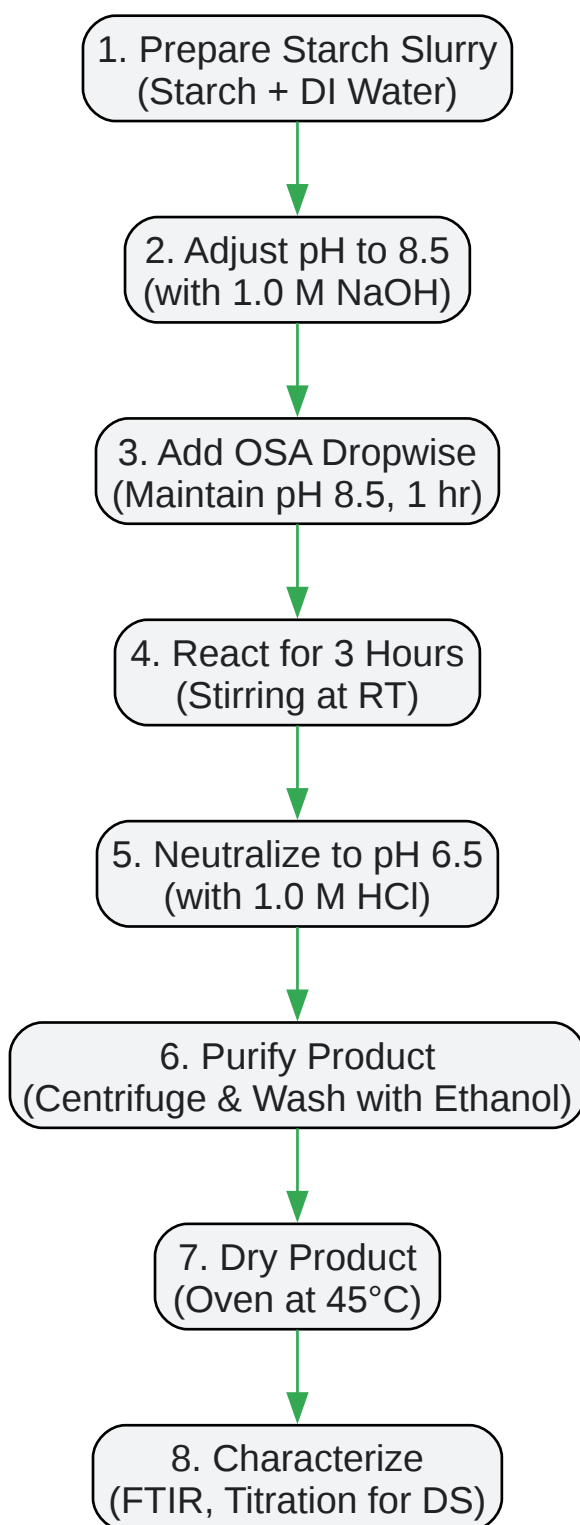 1. Prepare Starch Slurry
(Starch + DI Water)
2. Adjust pH to 8.5
(with 1.0 M NaOH)
3. Add OSA Dropwise
(Maintain pH 8.5, 1 hr)
4. React for 3 Hours
(Stirring at RT)
5. Neutralize to pH 6.5
(with 1.0 M HCl)
6. Purify Product
(Centrifuge & Wash with Ethanol)
7. Dry Product
(Oven at 45°C)
8. Characterize
(FTIR, Titration for DS)